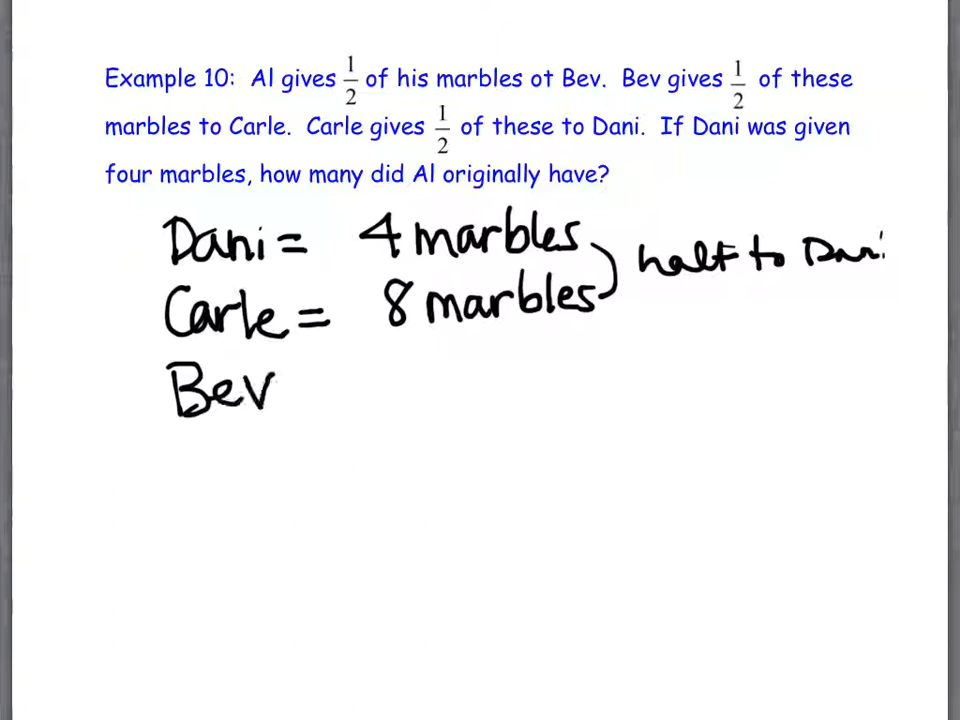 Example 10: Al gives 1/2 of his marbles ot Bev. Bev gives 1/2 of these
marbles to Carle. Carle gives 1/2 of these to Dani. If Dani was given
four marbles, how many did Al originally have?
Dani = 4 marbles
half to Dani
Carle = 8 marbles
Bev